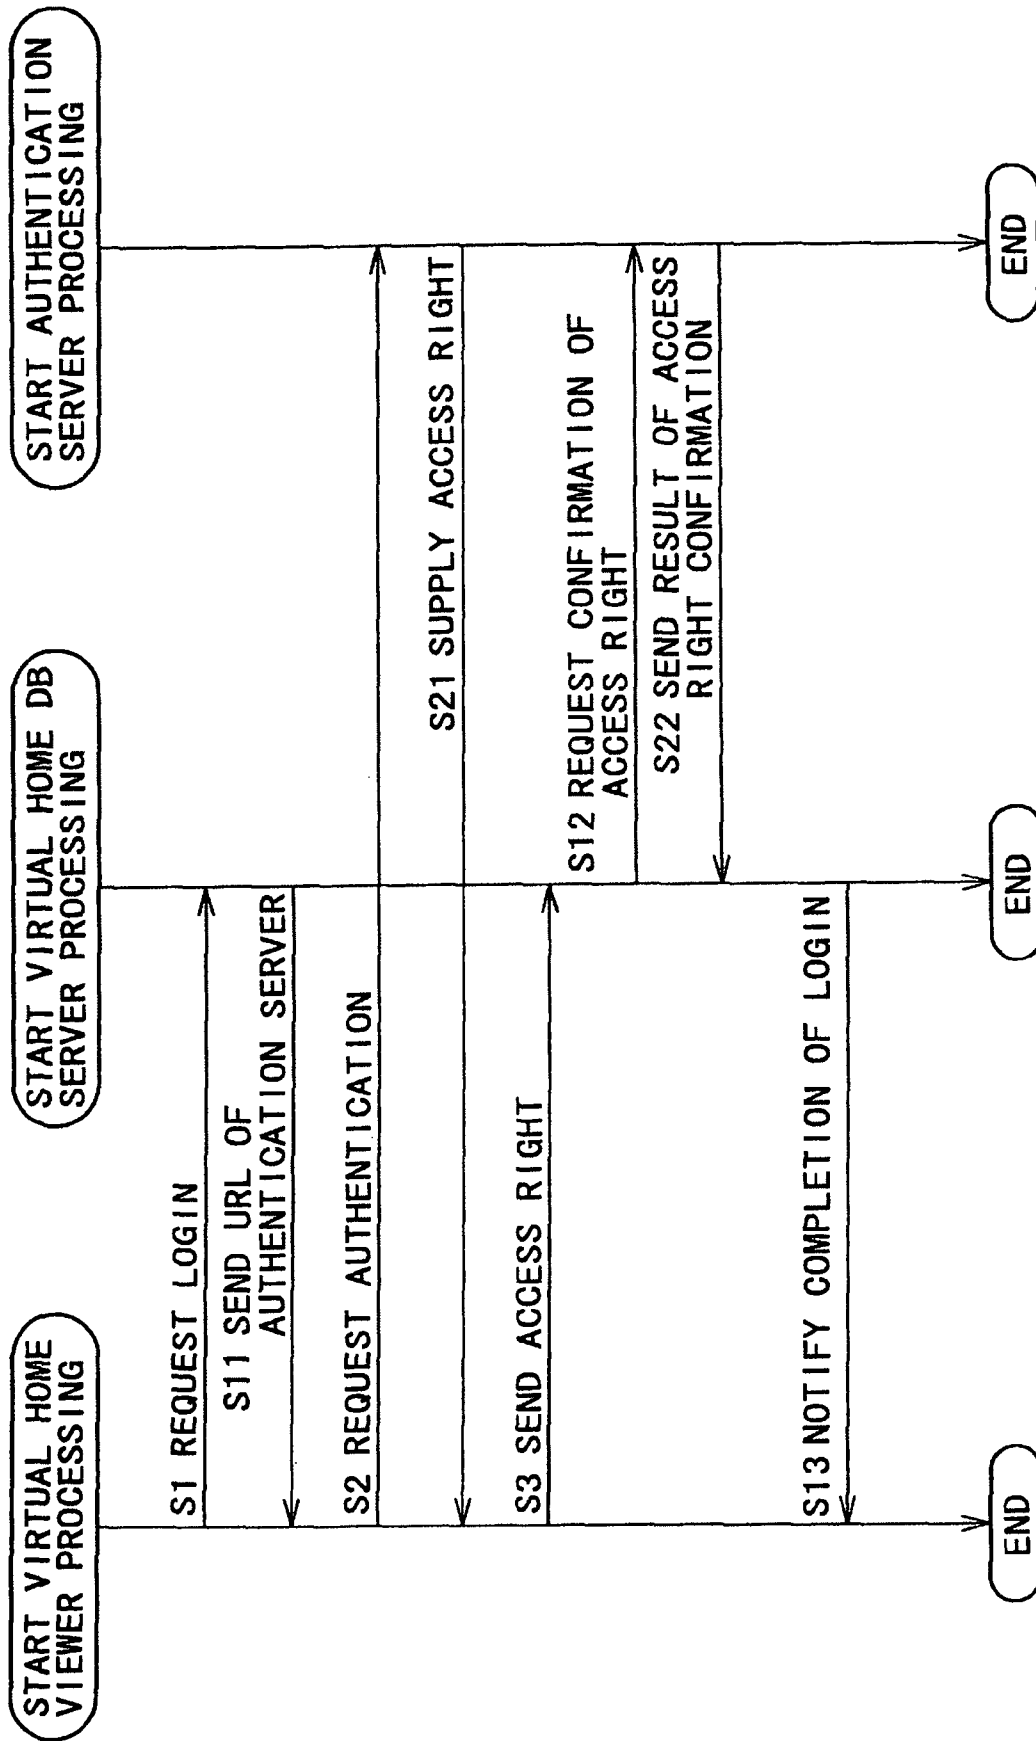 START VIRTUAL HOME
VIEWER PROCESSING
START VIRTUAL HOME DB
SERVER PROCESSING
START AUTHENTICATION
SERVER PROCESSING
S1 REQUEST LOGIN
S11 SEND URL OF
AUTHENTICATION SERVER
S2 REQUEST AUTHENTICATION
S21 SUPPLY ACCESS RIGHT
S3 SEND ACCESS RIGHT
S12 REQUEST CONFIRMATION OF
ACCESS RIGHT
S22 SEND RESULT OF ACCESS
RIGHT CONFIRMATION
S13 NOTIFY COMPLETION OF LOGIN
END
END
END